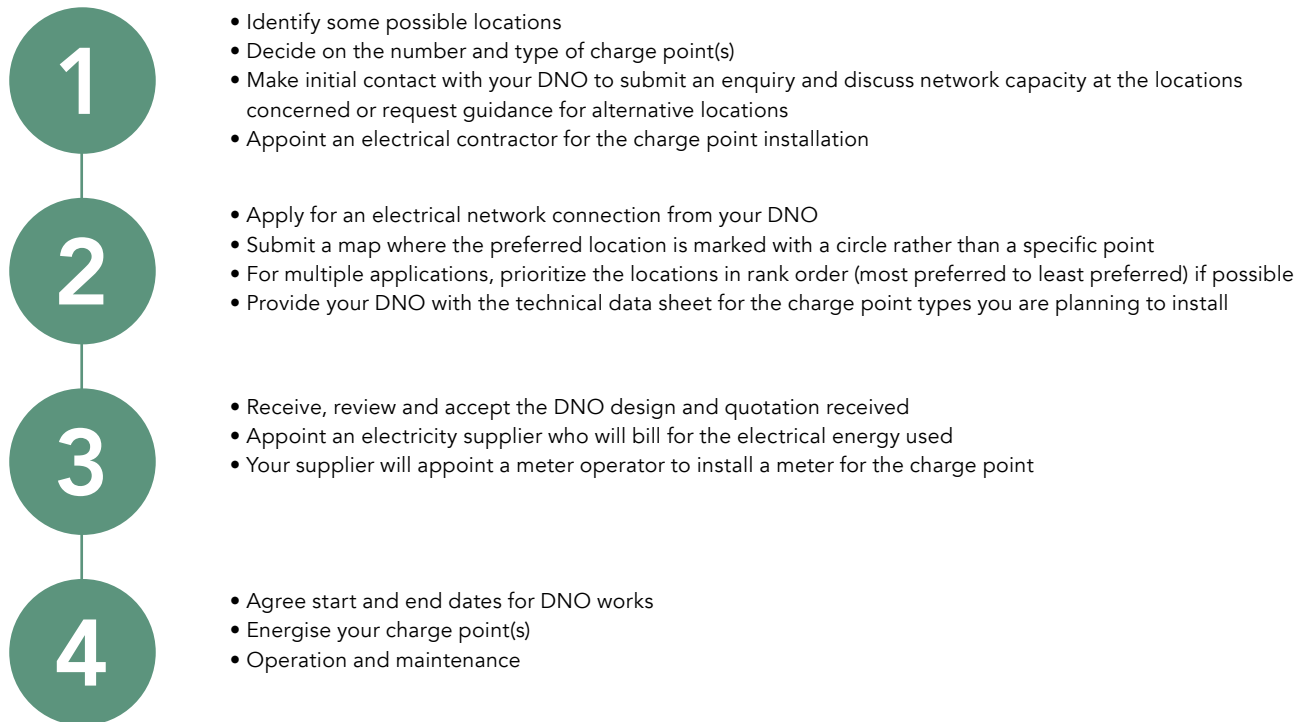 1
• Identify some possible locations
• Decide on the number and type of charge point(s)
• Make initial contact with your DNO to submit an enquiry and discuss network capacity at the locations
concerned or request guidance for alternative locations
• Appoint an electrical contractor for the charge point installation
2
• Apply for an electrical network connection from your DNO
• Submit a map where the preferred location is marked with a circle rather than a specific point
• For multiple applications, prioritize the locations in rank order (most preferred to least preferred) if possible
• Provide your DNO with the technical data sheet for the charge point types you are planning to install
3
• Receive, review and accept the DNO design and quotation received
• Appoint an electricity supplier who will bill for the electrical energy used
• Your supplier will appoint a meter operator to install a meter for the charge point
4
• Agree start and end dates for DNO works
• Energise your charge point(s)
• Operation and maintenance